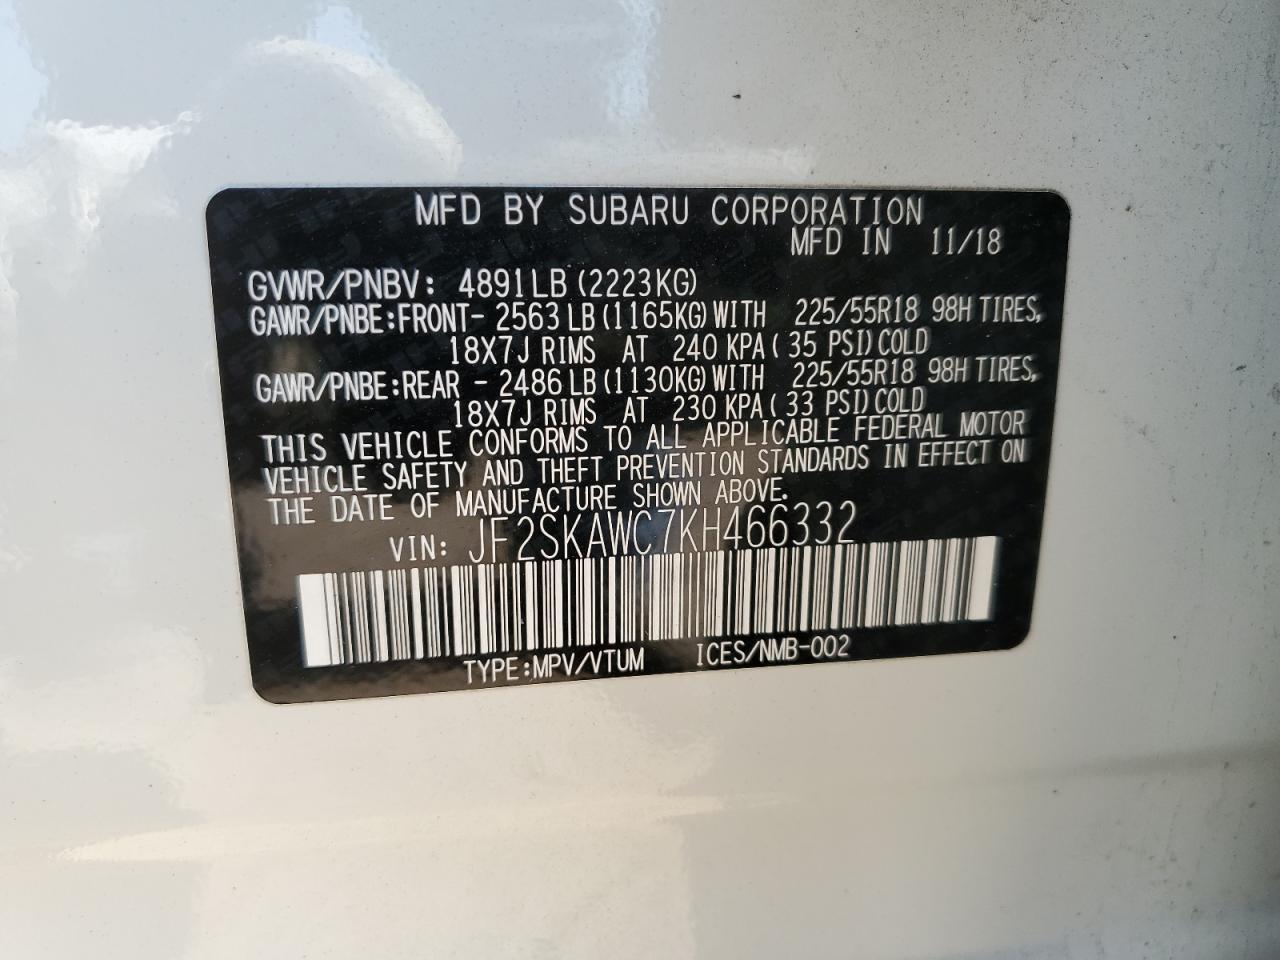 MFD BY SUBARU CORPORATION
MFD IN 11/18
GVWR/PNBV: 4891LB (2223KG)
GAWR/PNBE:FRONT- 2563 LB (1165KG) WITH 225/55R18 98H TIRES,
18X7J RIMS AT 240 KPA ( 35 PSI) COLD
GAWR/PNBE:REAR - 2486 LB (1130KG) WITH 225/55R18 98H TIRES,
18X7J RIMS AT 230 KPA ( 33 PSI) COLD
THIS VEHICLE CONFORMS TO ALL APPLICABLE FEDERAL MOTOR
VEHICLE SAFETY AND THEFT PREVENTION STANDARDS IN EFFECT ON
THE DATE OF MANUFACTURE SHOWN ABOVE.
VIN: JF2SKAWC7KH466332
TYPE:MPV/VTUM ICES/NMB-002